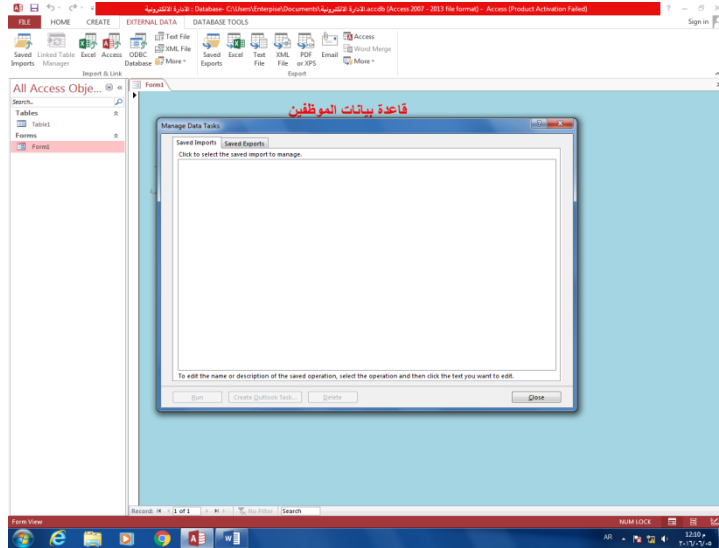 الادارة الالكترونية : Database- C:\Users\Enterpise\Documents\الادارة الالكترونية.accdb (Access 2007 - 2013 file format) - Access (Product Activation Failed)
FILE HOME CREATE EXTERNAL DATA DATABASE TOOLS Sign in
Saved Imports Linked Table Manager Excel Access ODBC Database Text File XML File More Saved Exports Excel Text File XML File PDF or XPS Email Access Word Merge More
Import & Link Export
All Access Obje...
Search..
Tables
Table1
Forms
Form1
Form1
قاعدة بيانات الموظفين
Manage Data Tasks
Saved Imports Saved Exports
Click to select the saved import to manage.
To edit the name or description of the saved operation, select the operation and then click the text you want to edit.
Run Create Outlook Task... Delete Close
Record: 1 of 1 No Filter Search
Form View NUM LOCK
AR 12:10 م
٢٠١٦/٠٦/٠٥